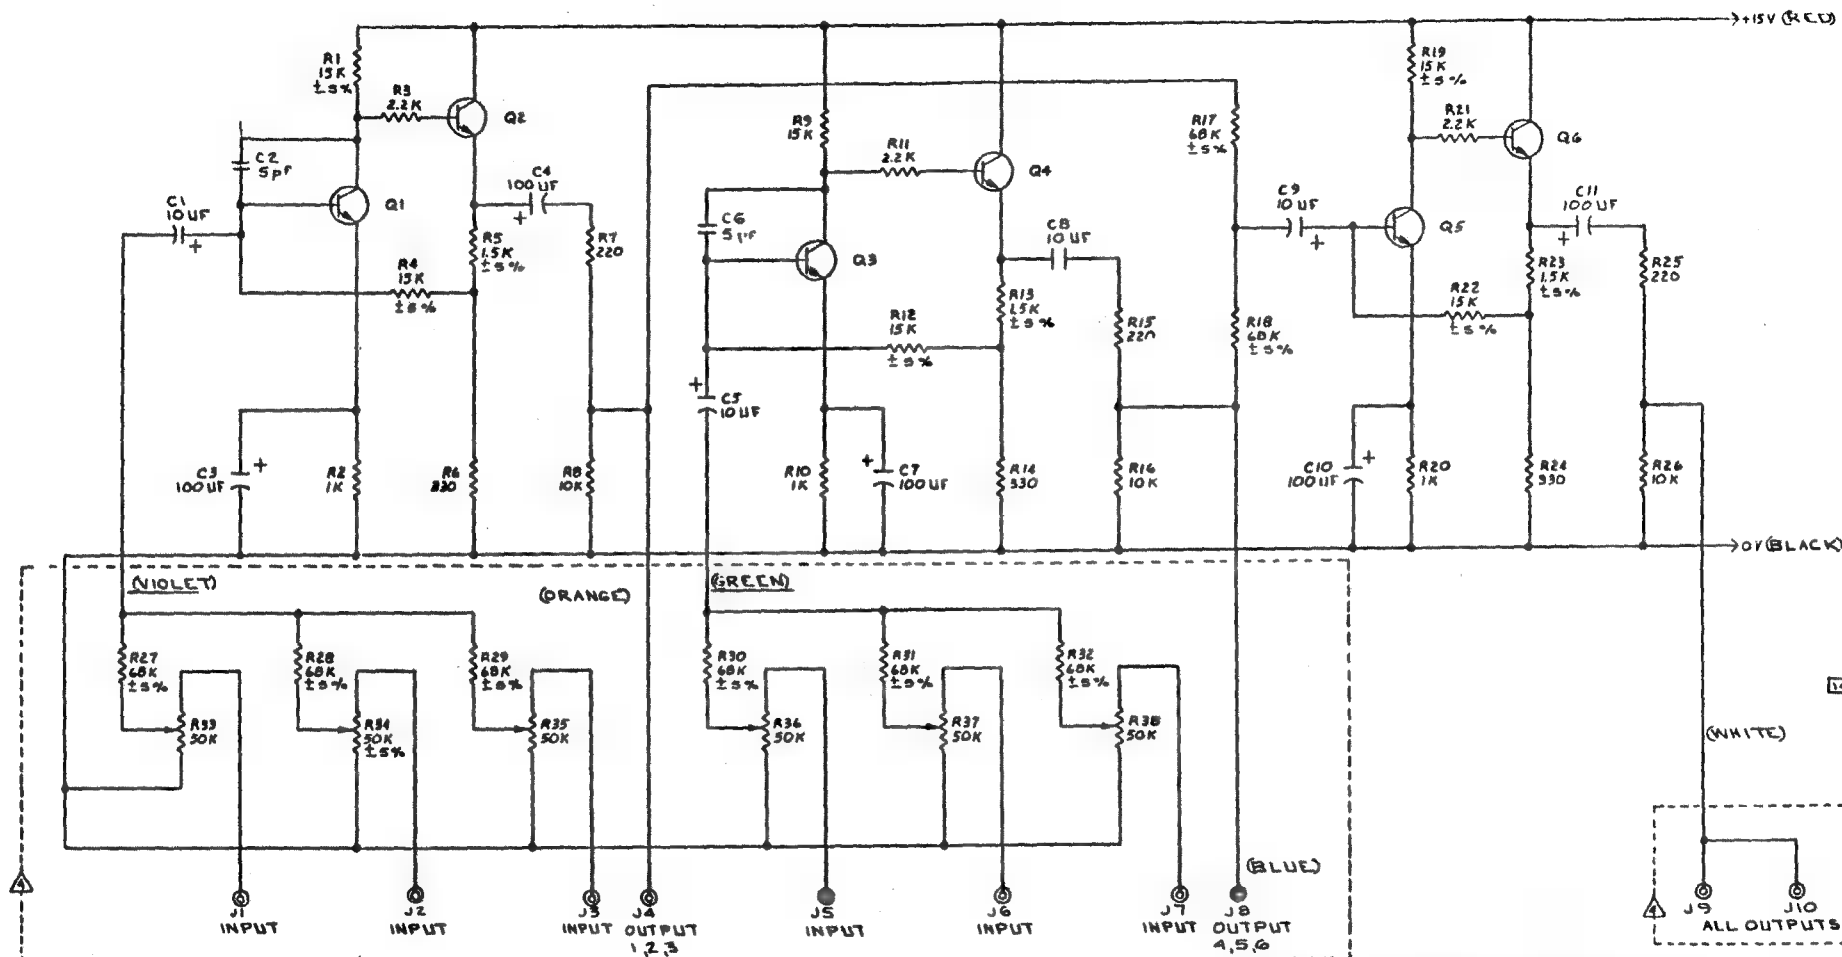 →+15V (RED)
R1
15K
±5%
R3
2.2K
Q2
C2
5pF
Q1
C1
10UF
+
C4
100UF
+
R5
1.5K
±5%
R7
220
R4
15K
±5%
C3
100UF
+
R2
1K
R6
330
R8
10K
R9
15K
R11
2.2K
Q4
C6
5pF
Q3
C8
10UF
R13
1.5K
±5%
R12
15K
±5%
R15
220
+
C5
10UF
R10
1K
+
C7
100UF
R14
330
R16
10K
R17
68K
±5%
R18
68K
±5%
R19
15K
±5%
R21
2.2K
Q6
C9
10UF
+
Q5
C11
100UF
+
R23
1.5K
±5%
R25
220
R22
15K
±5%
C10
100UF
+
R20
1K
R24
330
R26
10K
→0V (BLACK)
(VIOLET)
(ORANGE)
(GREEN)
R27
68K
±5%
R28
68K
±5%
R29
68K
±5%
R30
68K
±5%
R31
68K
±5%
R32
68K
±5%
R33
50K
R34
50K
±5%
R35
50K
R36
50K
R37
50K
R38
50K
(WHITE)
(BLUE)
4
J1
INPUT
J2
INPUT
J3
INPUT
J4
OUTPUT
1,2,3
J5
INPUT
J6
INPUT
J7
INPUT
J8
OUTPUT
4,5,6
4
J9
J10
ALL OUTPUTS